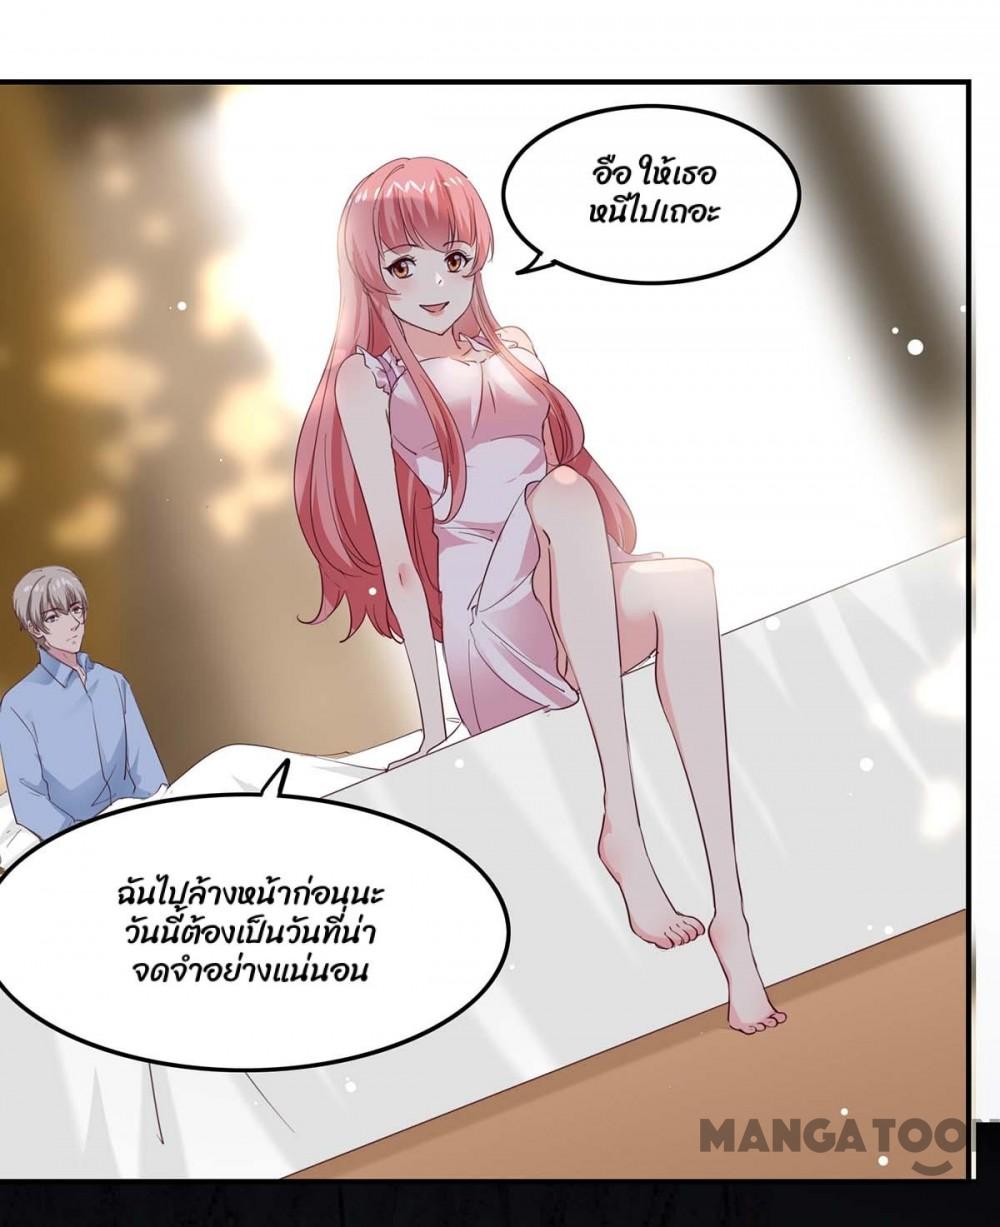 อือ ให้เธอ
หนีไปเถอะ
ฉันไปล้างหน้าก่อนนะ
วันนี้ต้องเป็นวันที่น่า
จดจำอย่างแน่นอน
MANGATOON